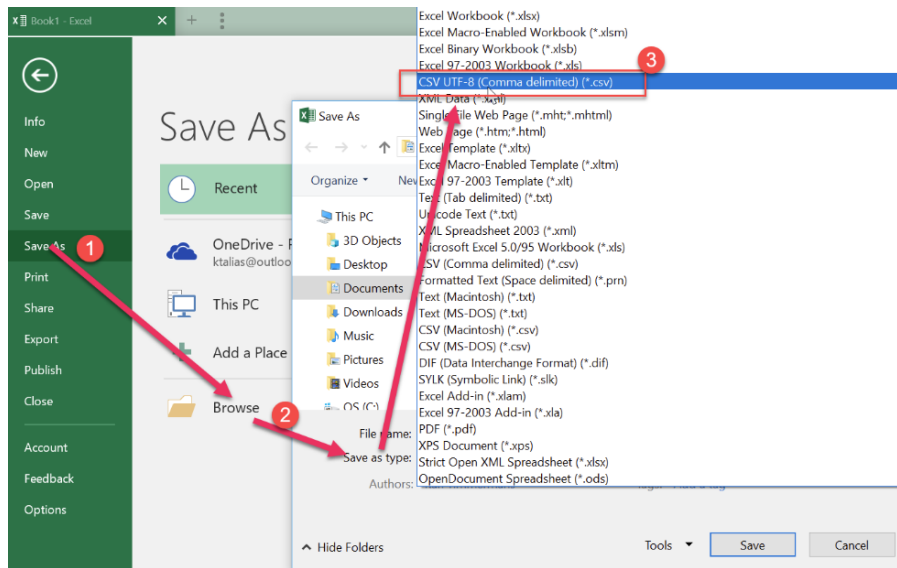 Book1 - Excel
Info
New
Open
Save
Save As
Print
Share
Export
Publish
Close
Account
Feedback
Options
1
Save As
Recent
OneDrive -
ktalias@outloo
This PC
Add a Place
Browse
2
Save As
Organize
This PC
3D Objects
Desktop
Documents
Downloads
Music
Pictures
Videos
OS (C:)
File name:
Save as type:
Authors:
Hide Folders
Tools
Save
Cancel
3
Excel Workbook (*.xlsx)
Excel Macro-Enabled Workbook (*.xlsm)
Excel Binary Workbook (*.xlsb)
Excel 97-2003 Workbook (*.xls)
CSV UTF-8 (Comma delimited) (*.csv)
XML Data (*.xml)
Single File Web Page (*.mht;*.mhtml)
Web Page (*.htm;*.html)
Excel Template (*.xltx)
Excel Macro-Enabled Template (*.xltm)
Excel 97-2003 Template (*.xlt)
Text (Tab delimited) (*.txt)
Unicode Text (*.txt)
XML Spreadsheet 2003 (*.xml)
Microsoft Excel 5.0/95 Workbook (*.xls)
CSV (Comma delimited) (*.csv)
Formatted Text (Space delimited) (*.prn)
Text (Macintosh) (*.txt)
Text (MS-DOS) (*.txt)
CSV (Macintosh) (*.csv)
CSV (MS-DOS) (*.csv)
DIF (Data Interchange Format) (*.dif)
SYLK (Symbolic Link) (*.slk)
Excel Add-in (*.xlam)
Excel 97-2003 Add-in (*.xla)
PDF (*.pdf)
XPS Document (*.xps)
Strict Open XML Spreadsheet (*.xlsx)
OpenDocument Spreadsheet (*.ods)